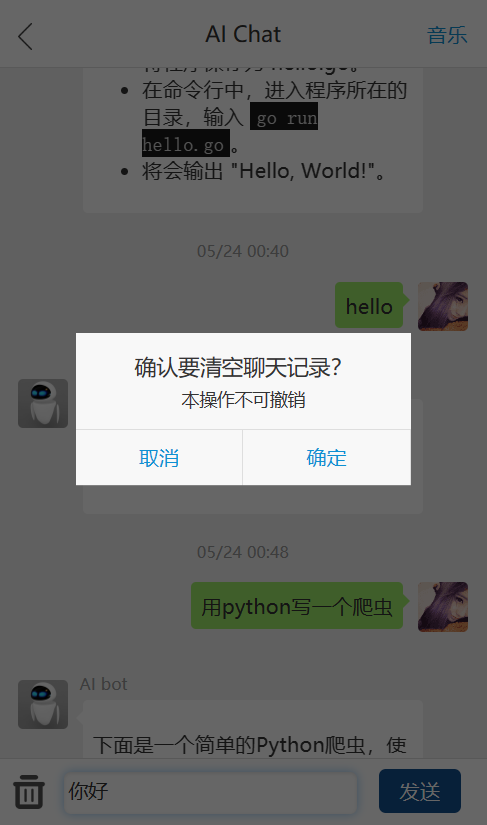 AI Chat
音乐
在命令行中，进入程序所在的
目录，输入 go run
hello.go。
将会输出 "Hello, World!"。
05/24 00:40
hello
确认要清空聊天记录？
本操作不可撤销
取消
确定
05/24 00:48
用python写一个爬虫
AI bot
下面是一个简单的Python爬虫，使
你好
发送